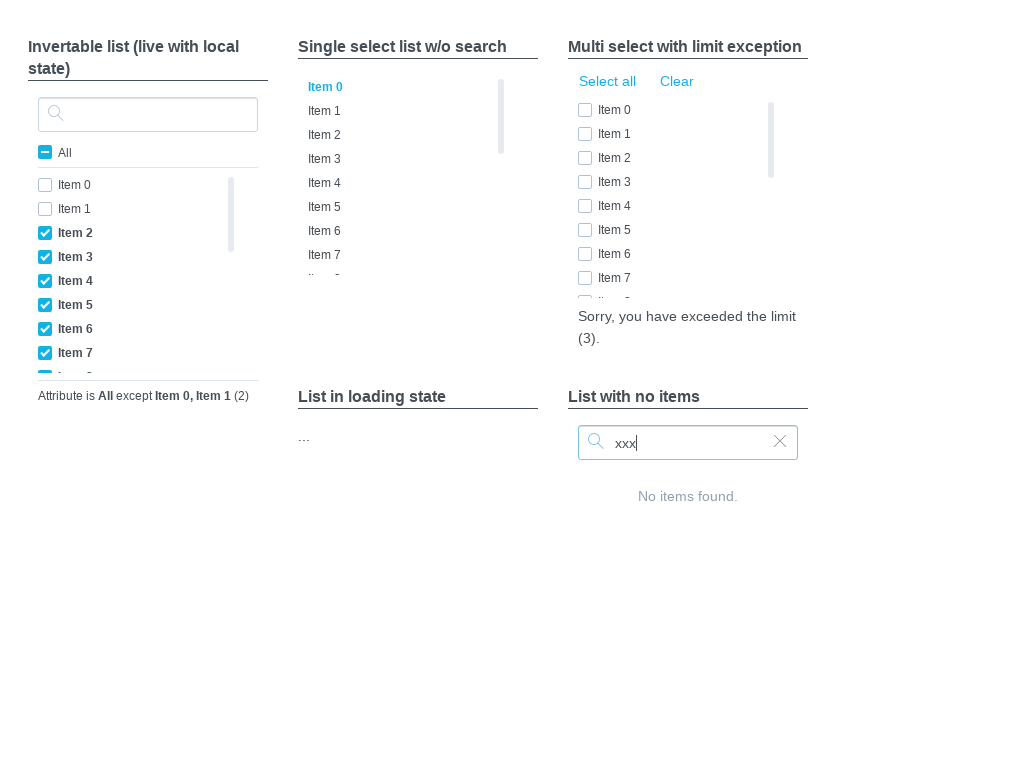 Invertable list (live with local
state)
All
Item 0
Item 1
Item 2
Item 3
Item 4
Item 5
Item 6
Item 7
Attribute is All except Item 0, Item 1 (2)
Single select list w/o search
Item 0
Item 1
Item 2
Item 3
Item 4
Item 5
Item 6
Item 7
Multi select with limit exception
Select all Clear
Item 0
Item 1
Item 2
Item 3
Item 4
Item 5
Item 6
Item 7
Sorry, you have exceeded the limit
(3).
List in loading state
...
List with no items
xxx
No items found.